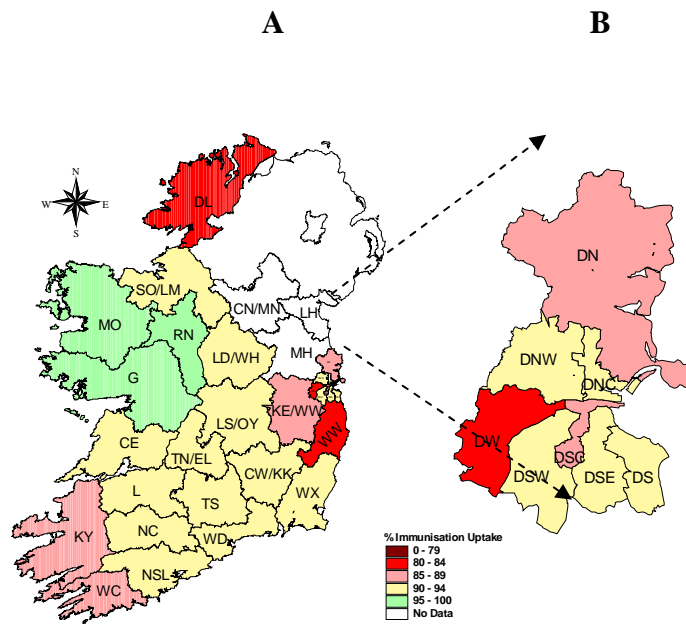 A B
N
W E
S
DL
DN
SO/LM
CN/MN
LH
MO
RN
MH
LD/WH
DNW
G
DNC
KE/WW
LS/OY
WW
DW
CE
DSC
TN/EL
CW/KK
DSW DSE DS
L
TS
WX
KY
NC
WD
% Immunisation Uptake
0 - 79
80 - 84
85 - 89
90 - 94
95 - 100
No Data
NSL
WC